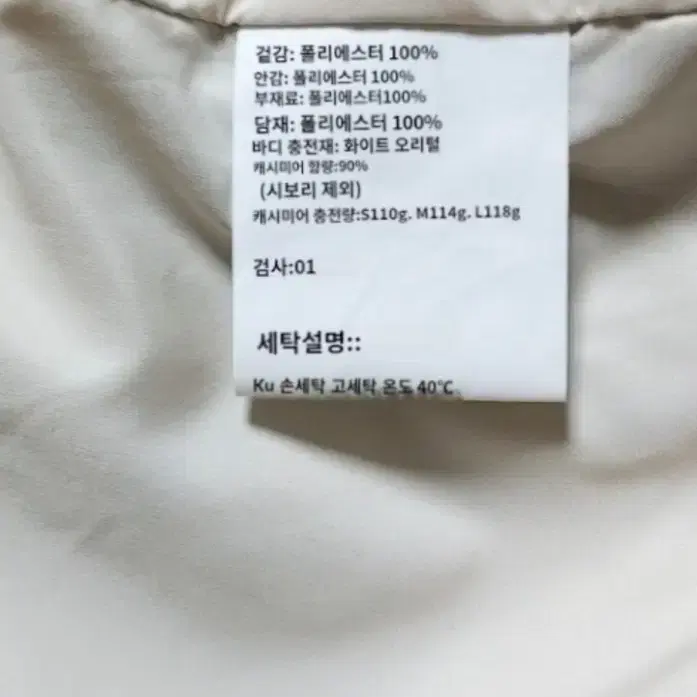 겉감: 폴리에스터 100%
안감: 폴리에스터 100%
부재료: 폴리에스터100%
담재: 폴리에스터 100%
바디 충전재: 화이트 오리털
캐시미어 함량:90%
(시보리 제외)
캐시미어 충전량:S110g. M114g. L118g
검사:01
세탁설명::
Ku 손세탁 고세탁 온도 40℃